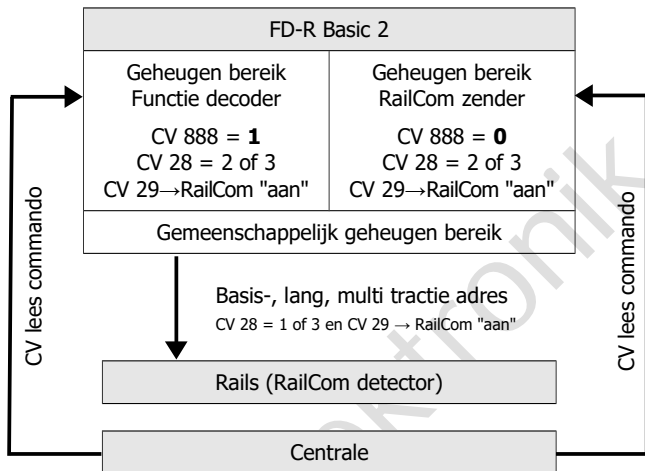 FD-R Basic 2
Geheugen bereik
Functie decoder
CV 888 = 1
CV 28 = 2 of 3
CV 29→RailCom "aan"
Geheugen bereik
RailCom zender
CV 888 = 0
CV 28 = 2 of 3
CV 29→RailCom "aan"
Gemeenschappelijk geheugen bereik
CV lees commando
CV lees commando
Basis-, lang, multi tractie adres
CV 28 = 1 of 3 en CV 29 → RailCom "aan"
Rails (RailCom detector)
Centrale
ektronik